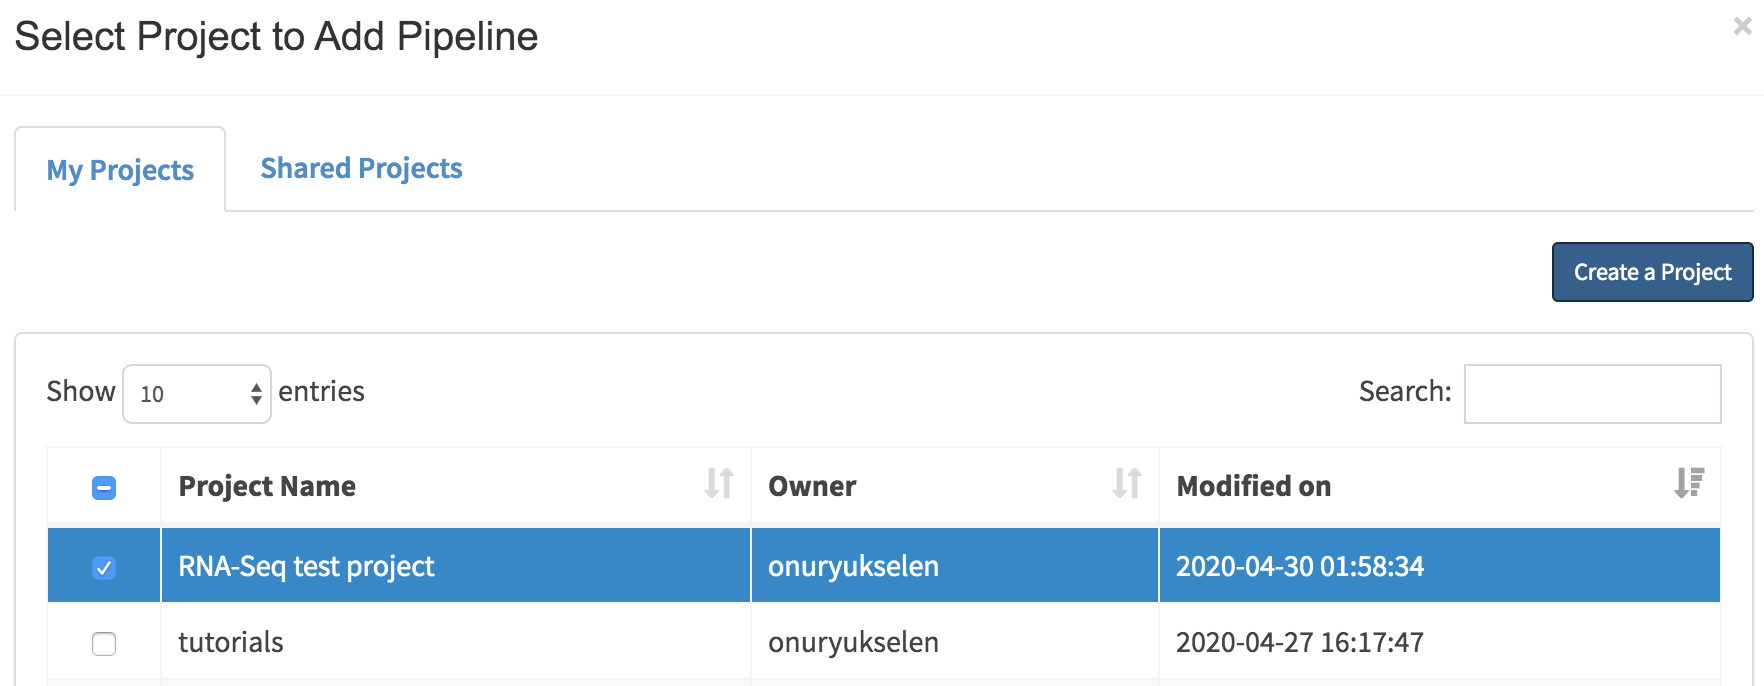 Select Project to Add Pipeline
×
My Projects Shared Projects
Create a Project
Show 10 entries Search:
Project Name Owner Modified on
RNA-Seq test project onuryukselen 2020-04-30 01:58:34
tutorials onuryukselen 2020-04-27 16:17:47